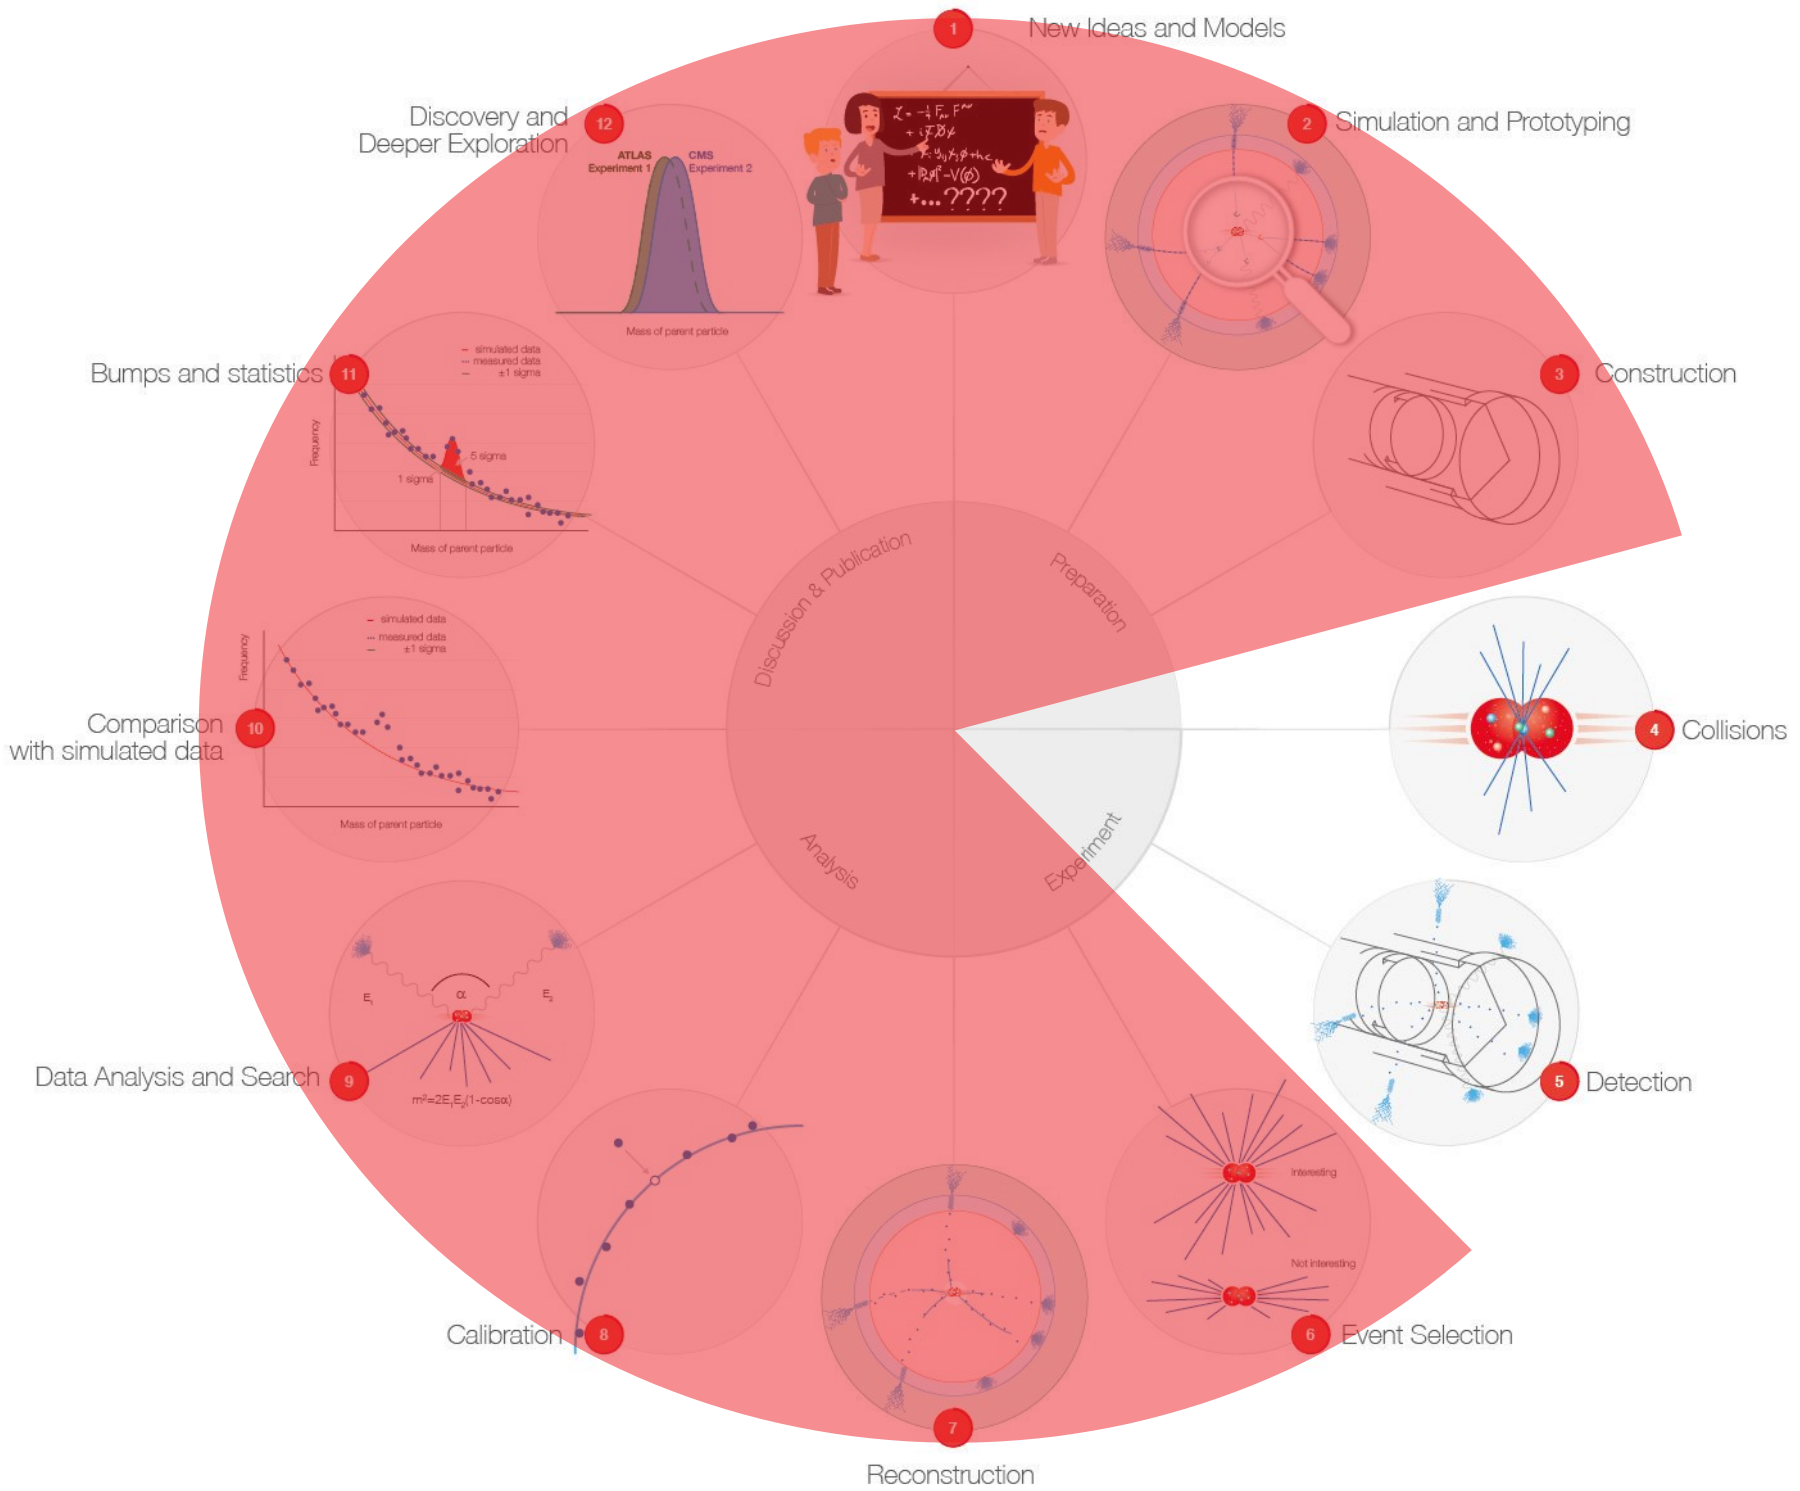 1
New Ideas and Models
2
Simulation and Prototyping
3
Construction
4
Collisions
5
Detection
Interesting
Not interesting
6
Event Selection
7
Reconstruction
8
Calibration
E1
α
E2
m²=2E1E2(1-cosα)
9
Data Analysis and Search
simulated data
measured data
±1 sigma
Frequency
Mass of parent particle
10
Comparison
with simulated data
simulated data
measured data
±1 sigma
Frequency
5 sigma
1 sigma
Mass of parent particle
11
Bumps and statistics
12
Discovery and
Deeper Exploration
ATLAS
Experiment 1
CMS
Experiment 2
Mass of parent particle
+...????
Discussion & Publication
Preparation
Analysis
Experiment